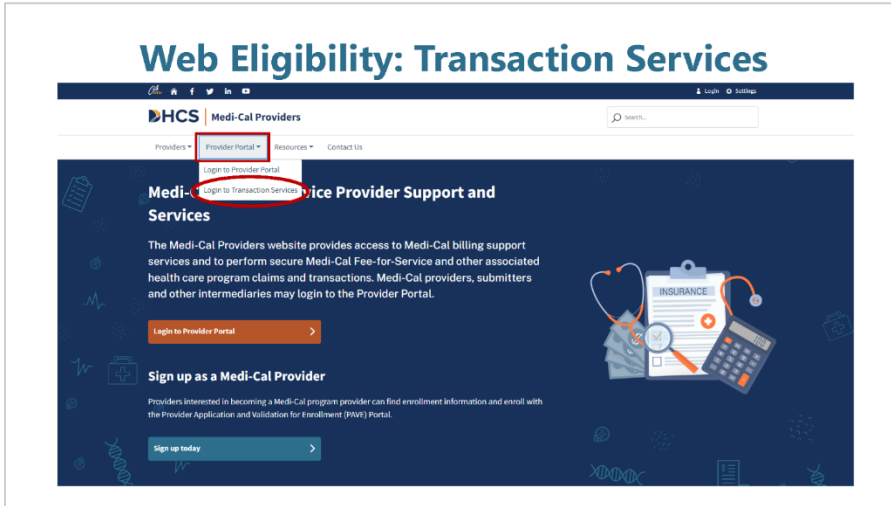 Web Eligibility: Transaction Services
Login Settings
DHCS Medi-Cal Providers
Search...
Providers Provider Portal Resources Contact Us
Login to Provider Portal
Login to Transaction Services
Medi- vice Provider Support and
Services
The Medi-Cal Providers website provides access to Medi-Cal billing support
services and to perform secure Medi-Cal Fee-for-Service and other associated
health care program claims and transactions. Medi-Cal providers, submitters
and other intermediaries may login to the Provider Portal.
INSURANCE
Login to Provider Portal
Sign up as a Medi-Cal Provider
Providers interested in becoming a Medi-Cal program provider can find enrollment information and enroll with
the Provider Application and Validation for Enrollment (PAVE) Portal.
Sign up today